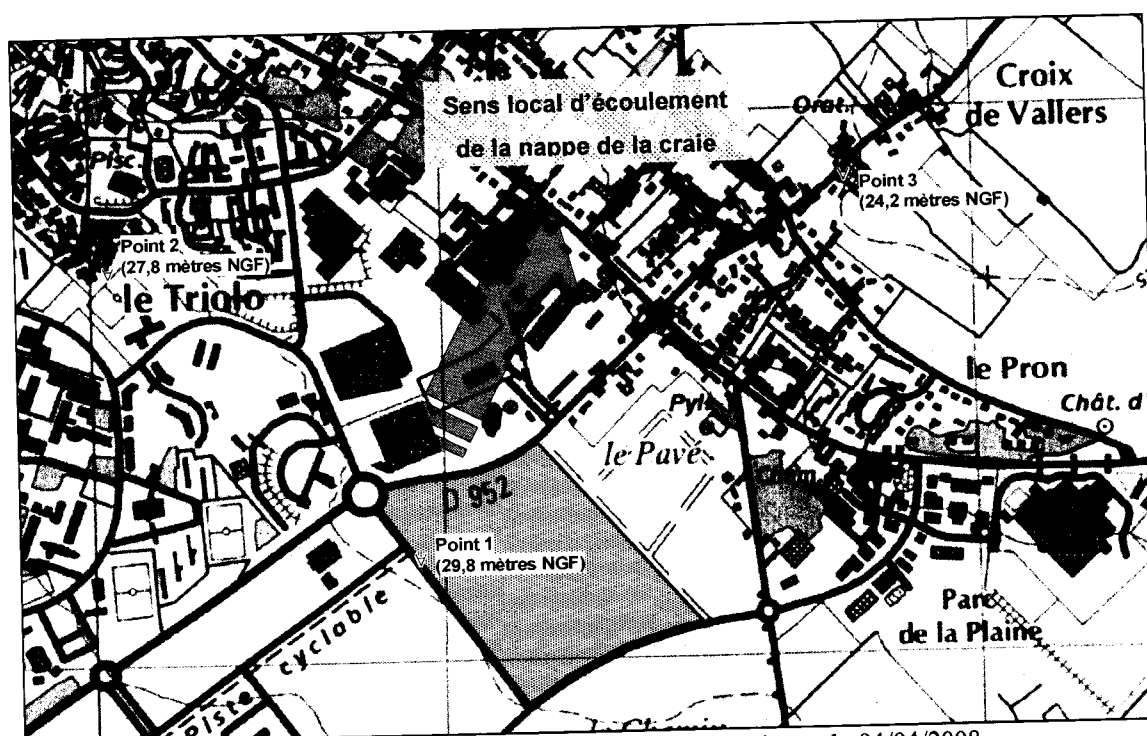 Sens local d'écoulement
de la nappe de la craie
Croix
de Vallers
Orat.
Pisc.
Point 3
(24,2 mètres NGF)
Point 2
(27,8 mètres NGF)
le Triolo
le Pron
Chât. d
Pyl.
le Pavé
D 952
Point 1
(29,8 mètres NGF)
Parc
de la Plaine
Piste cyclable